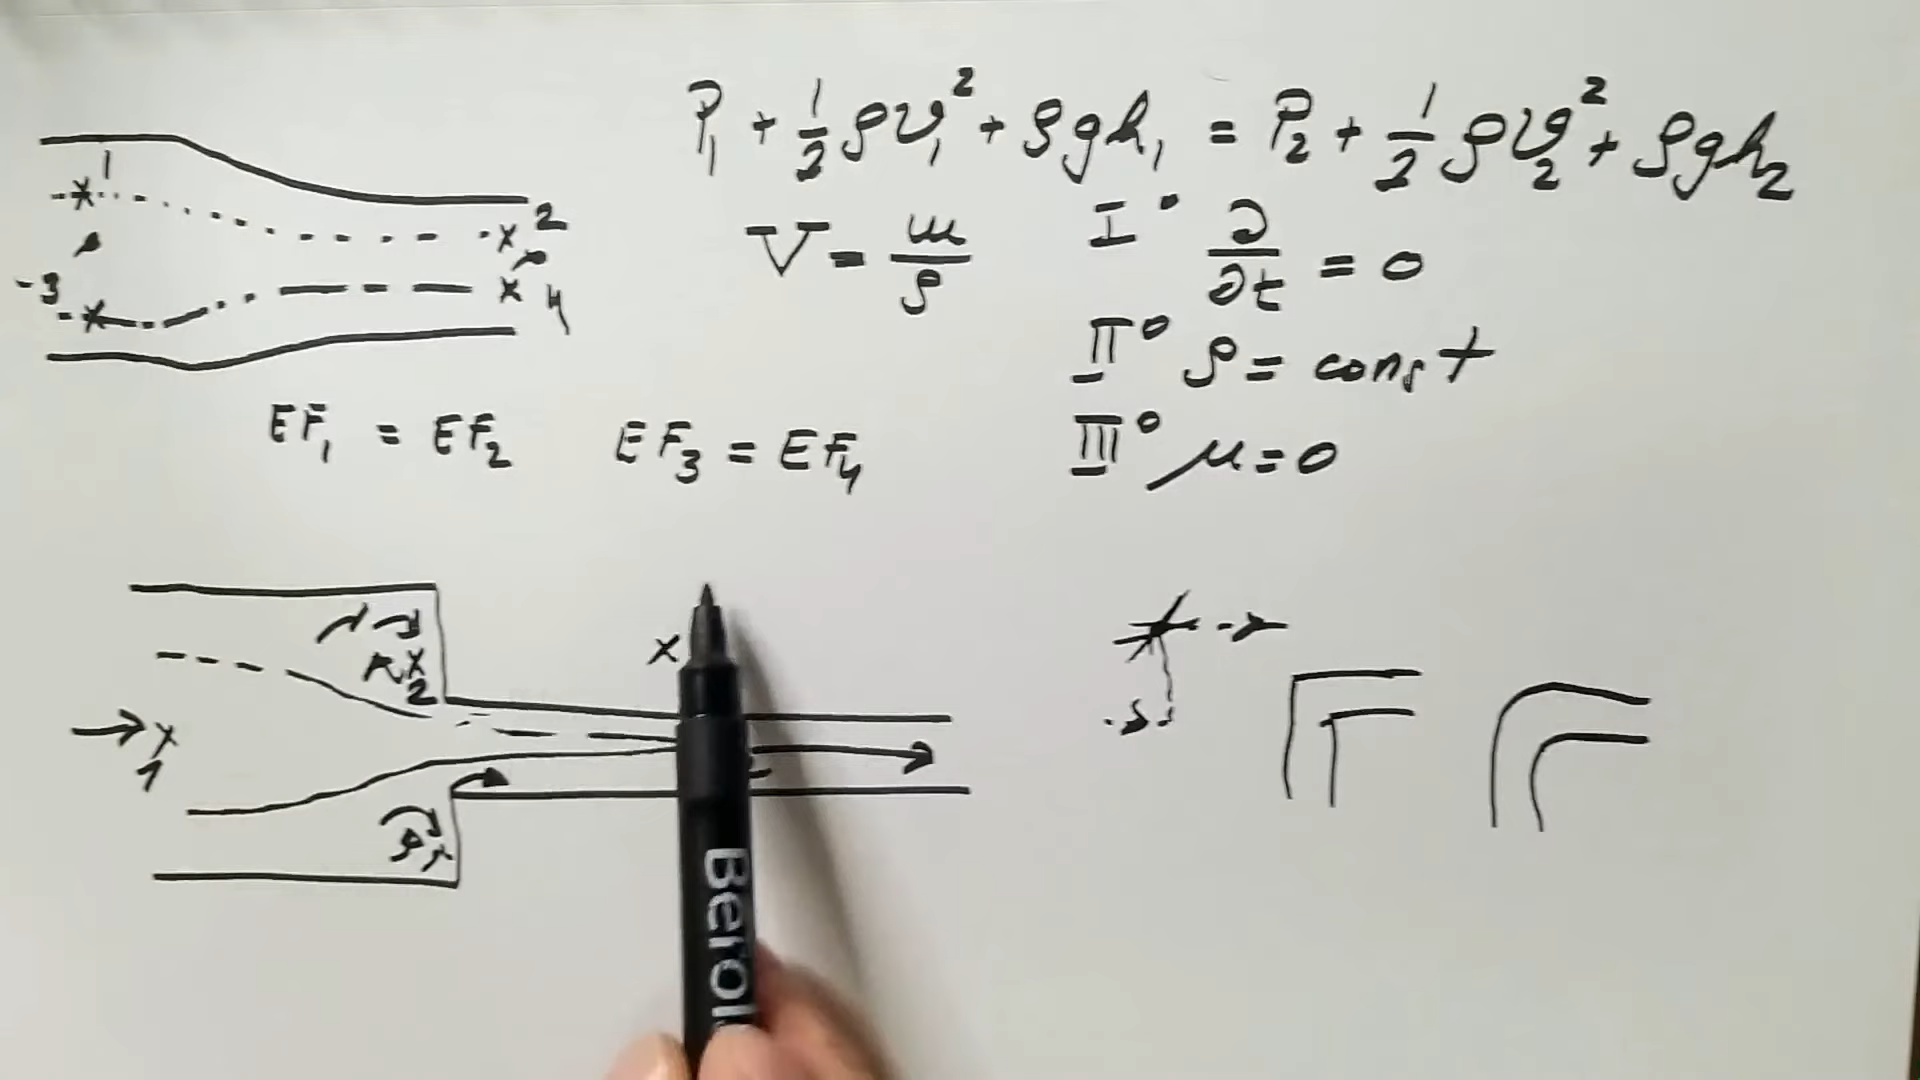 P₁ + 1/2 ρv₁² + ρgh₁ = P₂ + 1/2 ρv₂² + ρgh₂
V = m/ρ
I° ∂/∂t = 0
II° ρ = const
III° μ = 0
x 1
x 2
-3 x
x 4
EF₁ = EF₂
EF₃ = EF₄
x
x 2
x 1
Berol